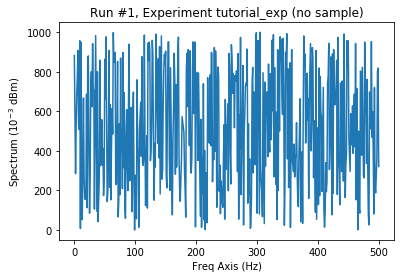 Run #1, Experiment tutorial_exp (no sample)
1000
800
600
400
200
0
Spectrum (10⁻³ dBm)
0 100 200 300 400 500
Freq Axis (Hz)